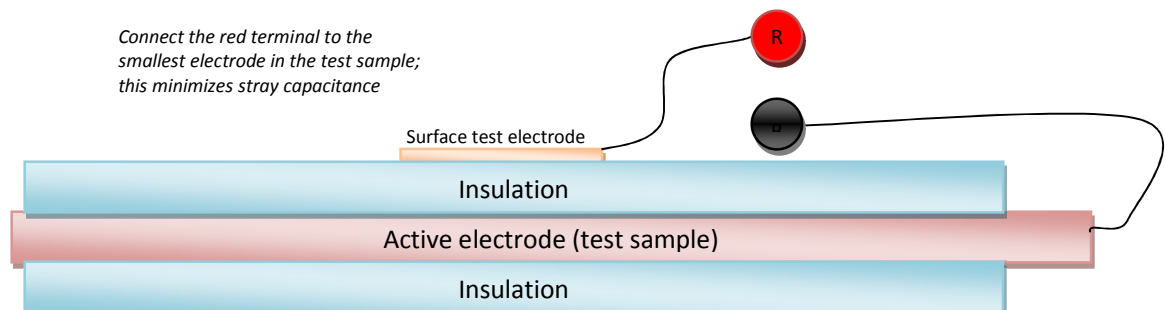 Connect the red terminal to the
smallest electrode in the test sample;
this minimizes stray capacitance
R
Surface test electrode
Insulation
Active electrode (test sample)
Insulation